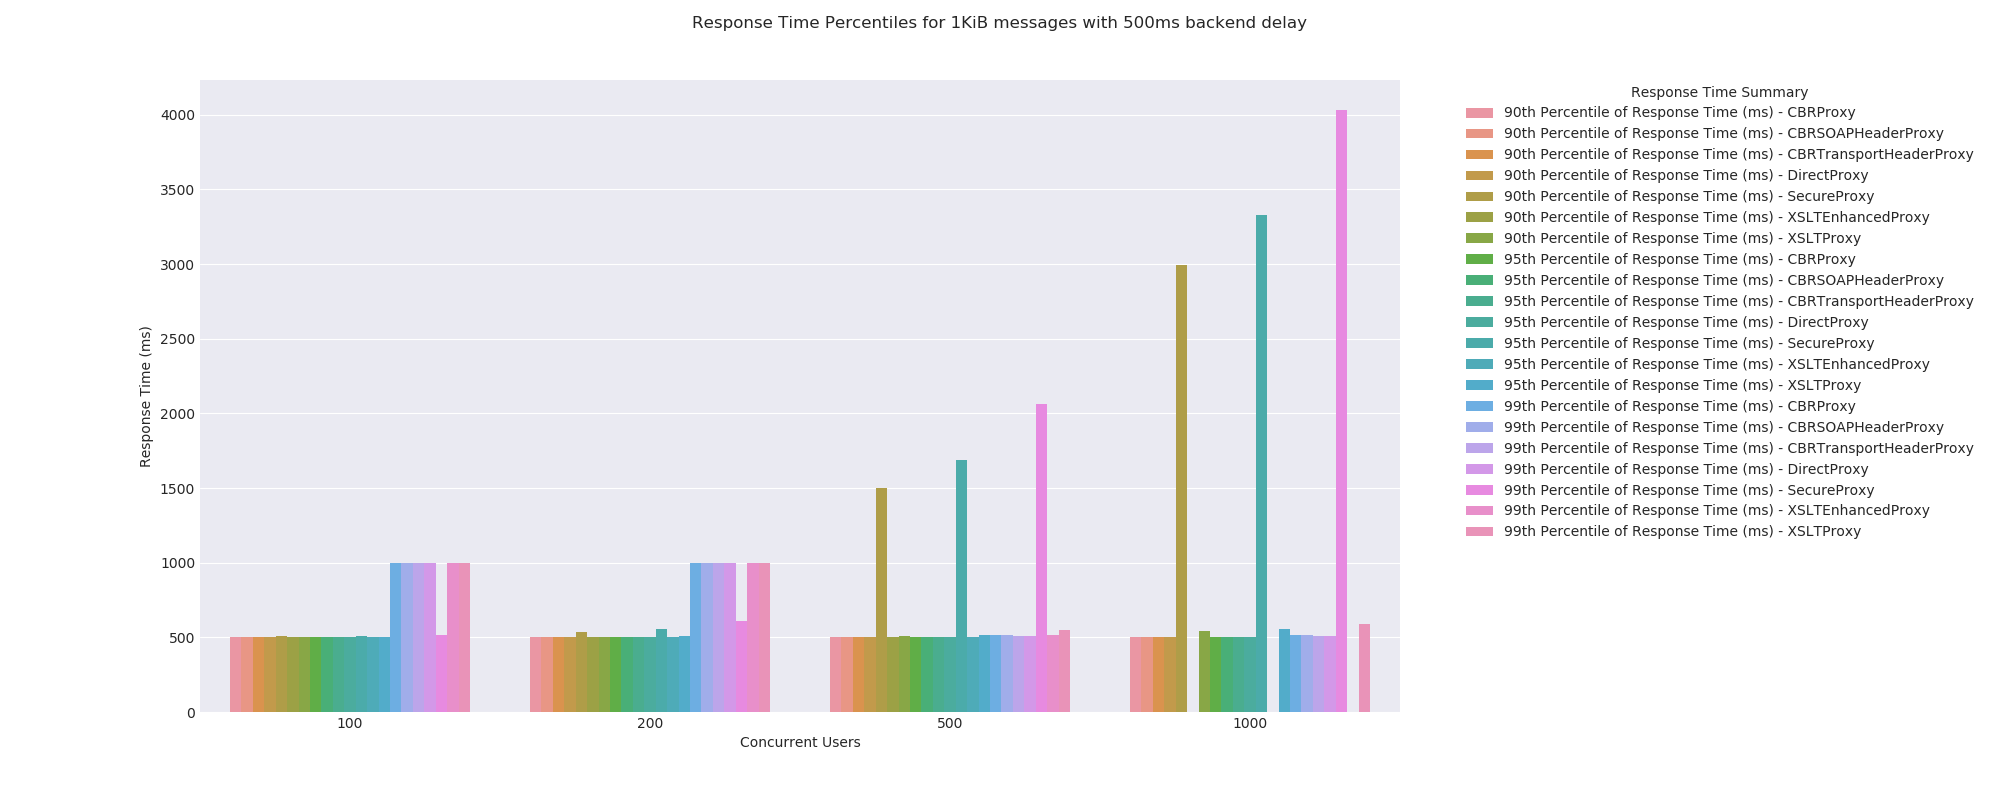 Response Time Percentiles for 1KiB messages with 500ms backend delay
4000
3500
3000
2500
2000
1500
1000
500
0
Response Time (ms)
100
200
500
1000
Concurrent Users
Response Time Summary
90th Percentile of Response Time (ms) - CBRProxy
90th Percentile of Response Time (ms) - CBRSOAPHeaderProxy
90th Percentile of Response Time (ms) - CBRTransportHeaderProxy
90th Percentile of Response Time (ms) - DirectProxy
90th Percentile of Response Time (ms) - SecureProxy
90th Percentile of Response Time (ms) - XSLTEnhancedProxy
90th Percentile of Response Time (ms) - XSLTProxy
95th Percentile of Response Time (ms) - CBRProxy
95th Percentile of Response Time (ms) - CBRSOAPHeaderProxy
95th Percentile of Response Time (ms) - CBRTransportHeaderProxy
95th Percentile of Response Time (ms) - DirectProxy
95th Percentile of Response Time (ms) - SecureProxy
95th Percentile of Response Time (ms) - XSLTEnhancedProxy
95th Percentile of Response Time (ms) - XSLTProxy
99th Percentile of Response Time (ms) - CBRProxy
99th Percentile of Response Time (ms) - CBRSOAPHeaderProxy
99th Percentile of Response Time (ms) - CBRTransportHeaderProxy
99th Percentile of Response Time (ms) - DirectProxy
99th Percentile of Response Time (ms) - SecureProxy
99th Percentile of Response Time (ms) - XSLTEnhancedProxy
99th Percentile of Response Time (ms) - XSLTProxy